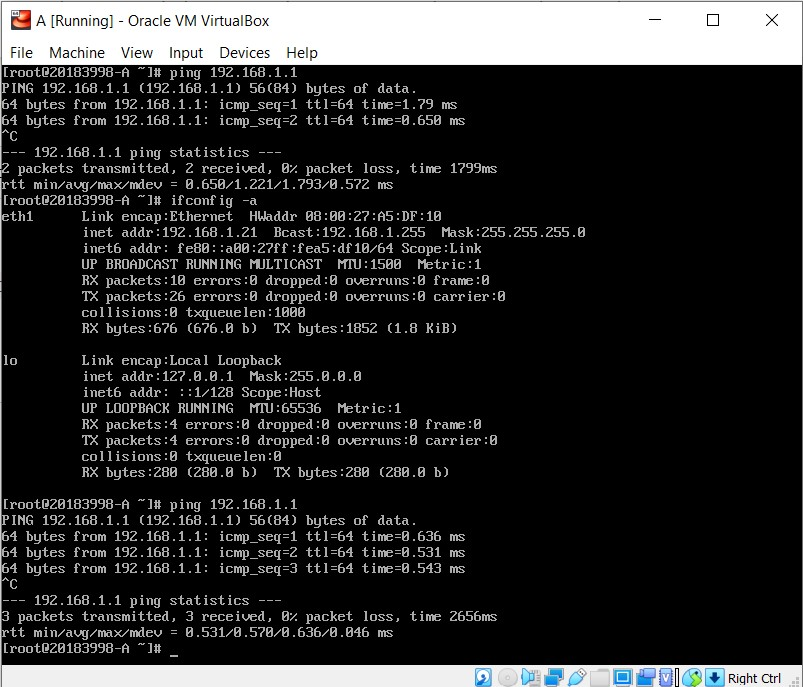 A [Running] - Oracle VM VirtualBox
File Machine View Input Devices Help
[root@20183998-A ~]# ping 192.168.1.1
PING 192.168.1.1 (192.168.1.1) 56(84) bytes of data.
64 bytes from 192.168.1.1: icmp_seq=1 ttl=64 time=1.79 ms
64 bytes from 192.168.1.1: icmp_seq=2 ttl=64 time=0.650 ms
^C
--- 192.168.1.1 ping statistics ---
2 packets transmitted, 2 received, 0% packet loss, time 1799ms
rtt min/avg/max/mdev = 0.650/1.221/1.793/0.572 ms
[root@20183998-A ~]# ifconfig -a
eth1 Link encap:Ethernet HWaddr 08:00:27:A5:DF:10
inet addr:192.168.1.21 Bcast:192.168.1.255 Mask:255.255.255.0
inet6 addr: fe80::a00:27ff:fea5:df10/64 Scope:Link
UP BROADCAST RUNNING MULTICAST MTU:1500 Metric:1
RX packets:10 errors:0 dropped:0 overruns:0 frame:0
TX packets:26 errors:0 dropped:0 overruns:0 carrier:0
collisions:0 txqueuelen:1000
RX bytes:676 (676.0 b) TX bytes:1852 (1.8 KiB)
lo Link encap:Local Loopback
inet addr:127.0.0.1 Mask:255.0.0.0
inet6 addr: ::1/128 Scope:Host
UP LOOPBACK RUNNING MTU:65536 Metric:1
RX packets:4 errors:0 dropped:0 overruns:0 frame:0
TX packets:4 errors:0 dropped:0 overruns:0 carrier:0
collisions:0 txqueuelen:0
RX bytes:280 (280.0 b) TX bytes:280 (280.0 b)
[root@20183998-A ~]# ping 192.168.1.1
PING 192.168.1.1 (192.168.1.1) 56(84) bytes of data.
64 bytes from 192.168.1.1: icmp_seq=1 ttl=64 time=0.636 ms
64 bytes from 192.168.1.1: icmp_seq=2 ttl=64 time=0.531 ms
64 bytes from 192.168.1.1: icmp_seq=3 ttl=64 time=0.543 ms
^C
--- 192.168.1.1 ping statistics ---
3 packets transmitted, 3 received, 0% packet loss, time 2656ms
rtt min/avg/max/mdev = 0.531/0.570/0.636/0.046 ms
[root@20183998-A ~]# _
Right Ctrl